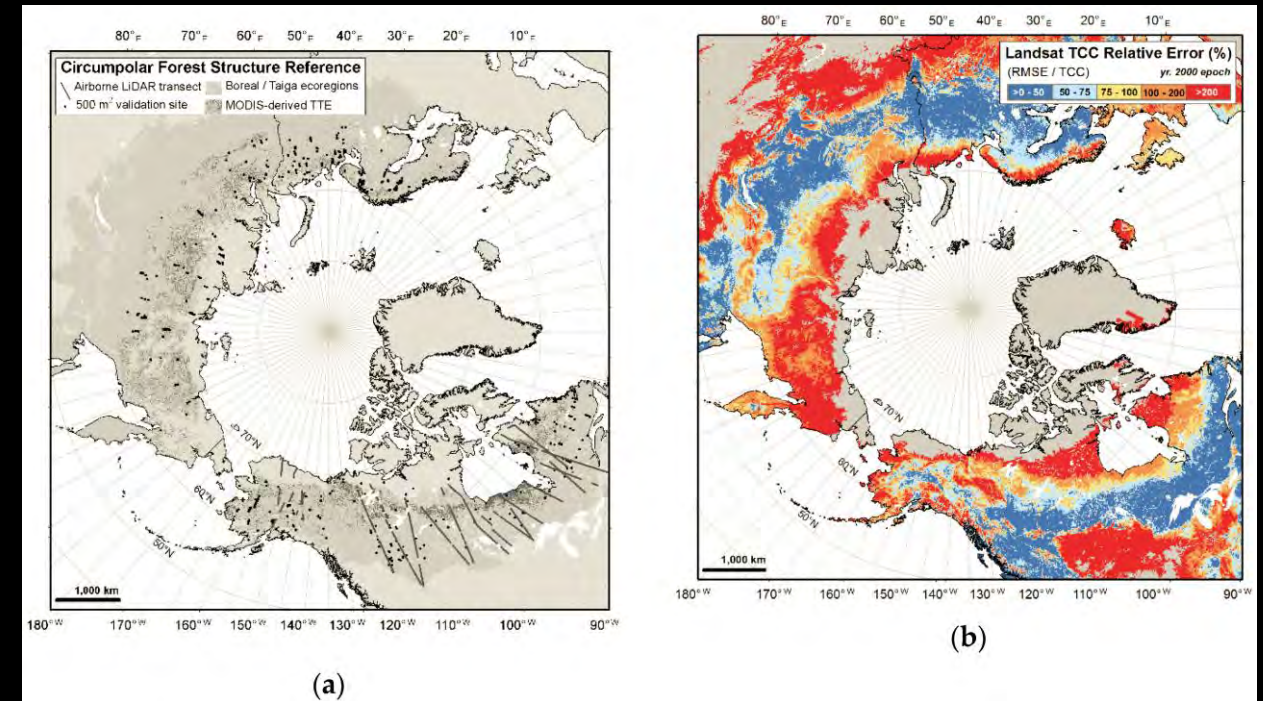 80°E 70°E 60°E 50°E 40°E 30°E 20°E 10°E
Circumpolar Forest Structure Reference
Airborne LiDAR transect Boreal / Taiga ecoregions
500 m² validation site MODIS-derived TTE
70°N
60°N
50°N
1,000 km
180°W 170°W 160°W 150°W 140°W 130°W 120°W 110°W 100°W 90°W
(a)
80°E 70°E 60°E 50°E 40°E 30°E 20°E 10°E
Landsat TCC Relative Error (%)
(RMSE / TCC) yr. 2000 epoch
>0 - 50 50 - 75 75 - 100 100 - 200 >200
70°N
60°N
50°N
1,000 km
180°W 170°W 160°W 150°W 140°W 130°W 120°W 110°W 100°W 90°W
(b)